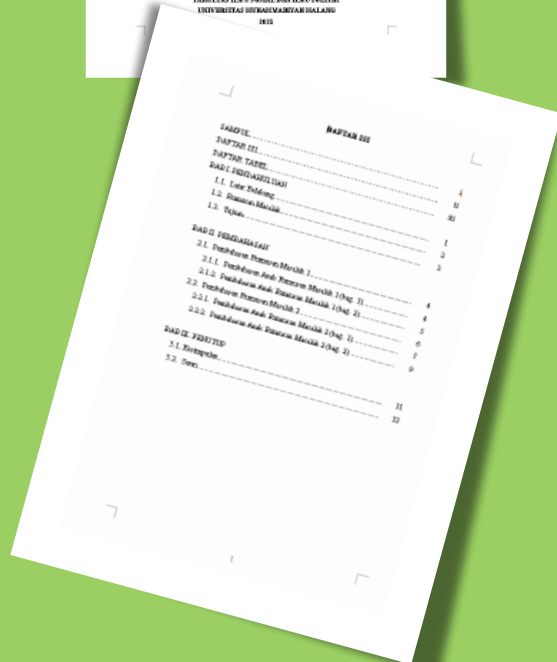 UNIVERSITAS MUHAMMADIYAH MALANG
2022
DAFTAR ISI
SAMPUL i
DAFTAR ISI ii
DAFTAR TABEL iii
BAB I. PENDAHULUAN
1.1. Latar Belakang 1
1.2. Rumusan Masalah 2
1.3. Tujuan 3
BAB II. PEMBAHASAN
2.1. Pembahasan Rumusan Masalah 1 4
2.1.1. Pembahasan Anak Rumusan Masalah 1 (bag. 1) 4
2.1.2. Pembahasan Anak Rumusan Masalah 1 (bag. 2) 5
2.2. Pembahasan Rumusan Masalah 2 6
2.2.1. Pembahasan Anak Rumusan Masalah 2 (bag. 1) 7
2.2.2. Pembahasan Anak Rumusan Masalah 2 (bag. 2) 9
BAB III. PENUTUP
3.1. Kesimpulan 11
3.2. Saran 12